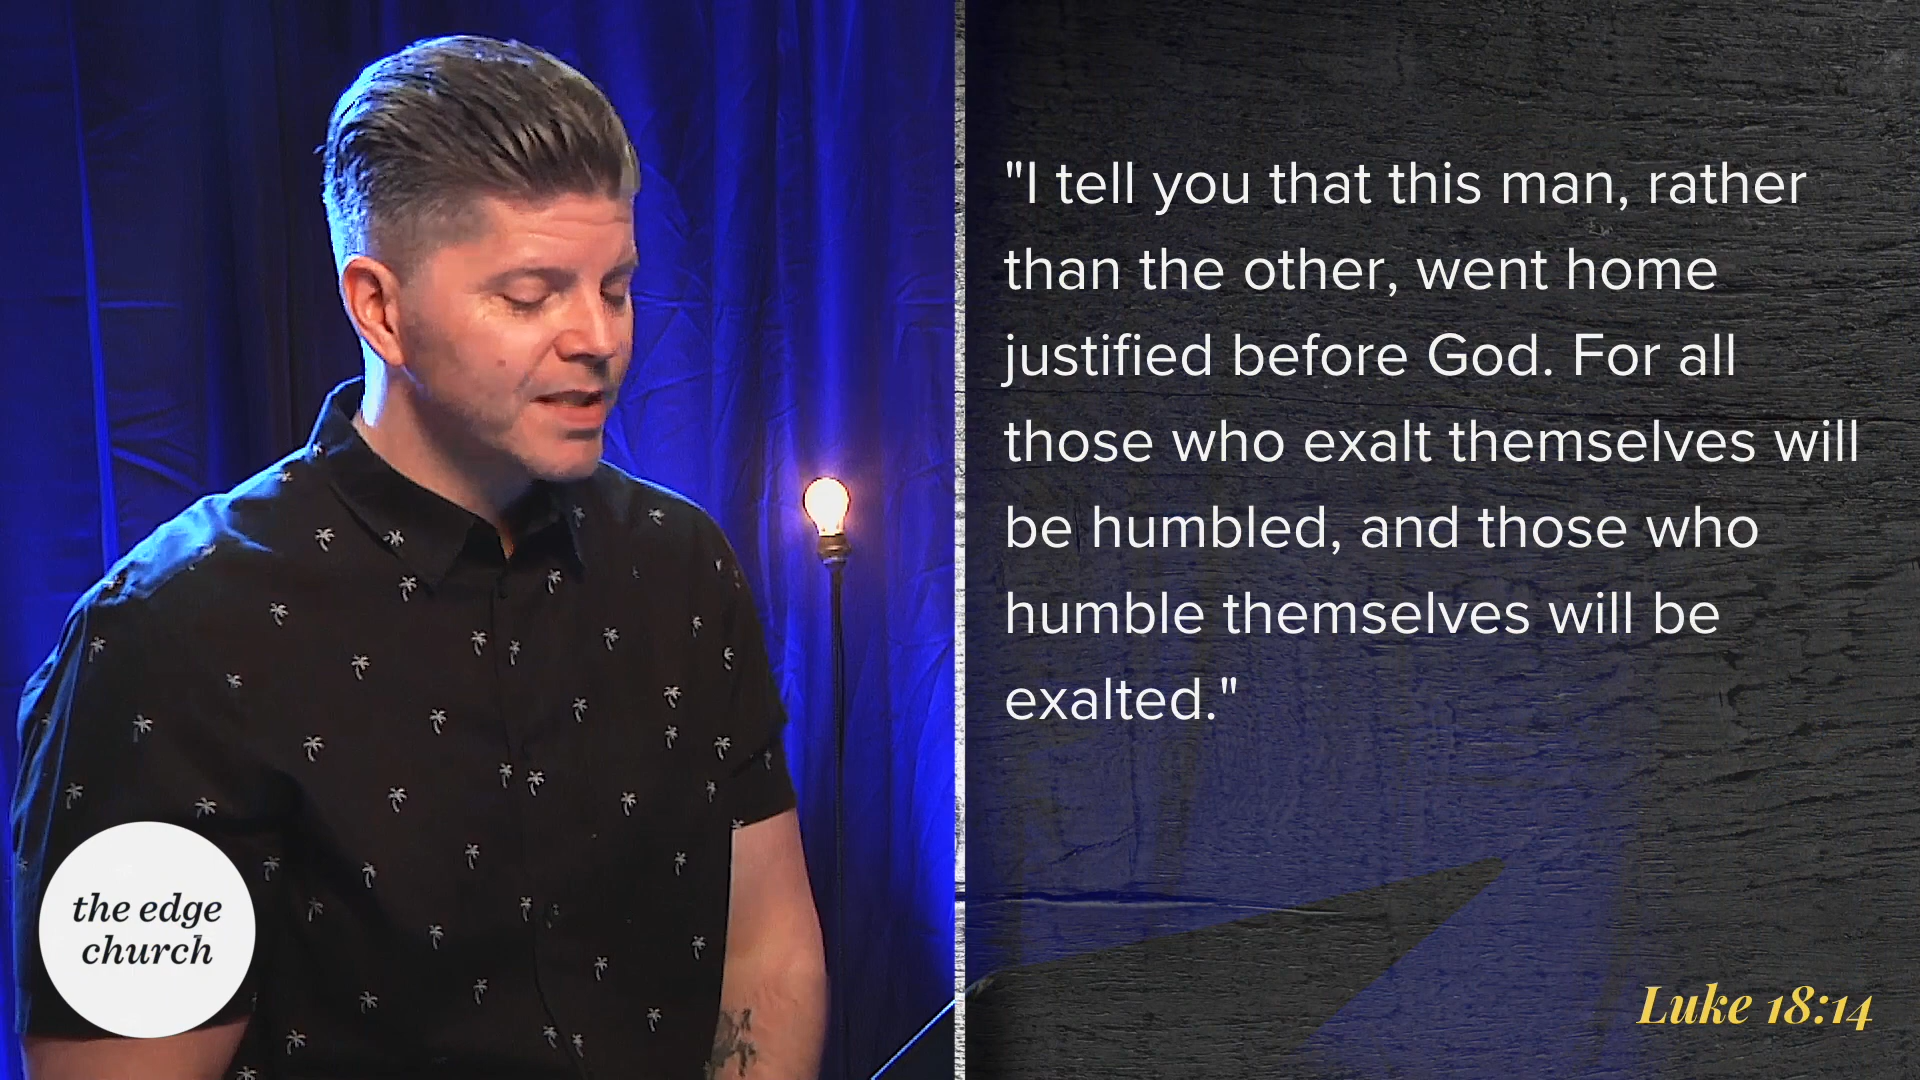 "I tell you that this man, rather
than the other, went home
justified before God. For all
those who exalt themselves will
be humbled, and those who
humble themselves will be
exalted."
Luke 18:14
the edge
church